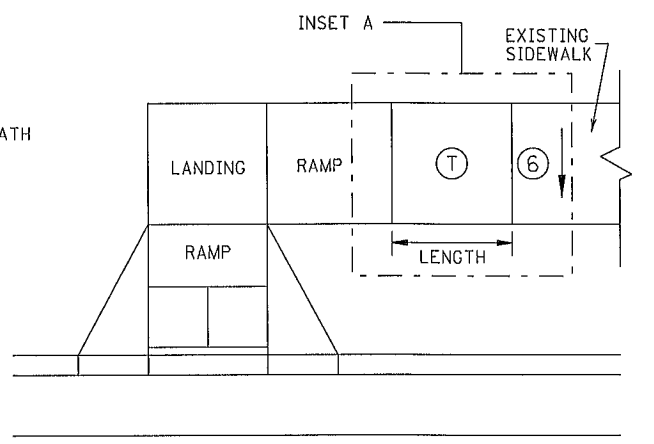 INSET A
EXISTING
SIDEWALK
ATH
LANDING
RAMP
T
6
RAMP
LENGTH